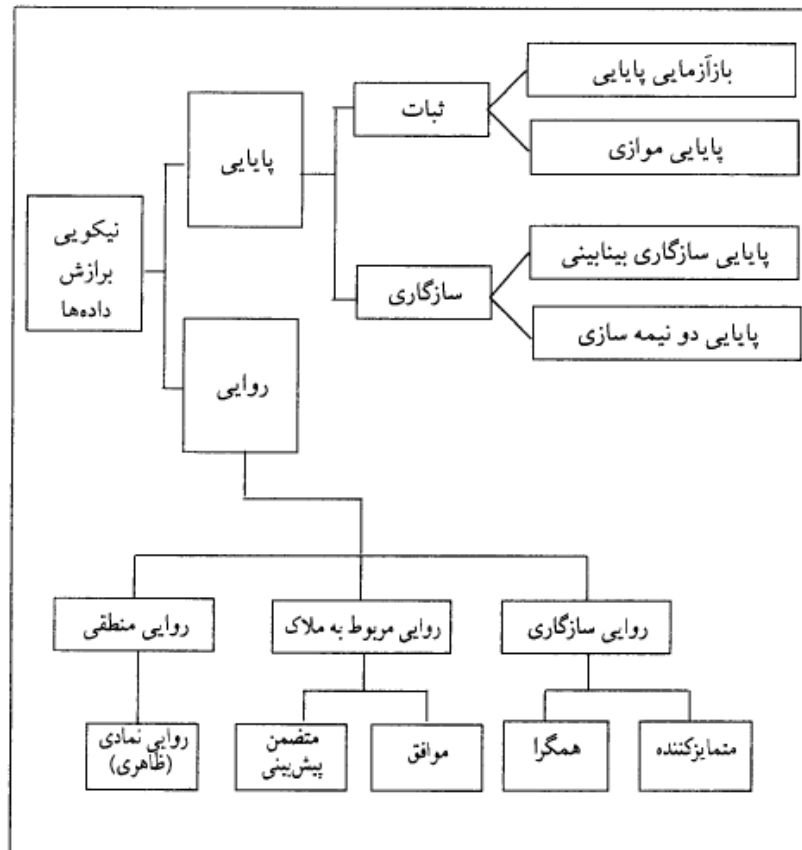 بازآزمایی پایایی
ثبات
پایایی
پایایی موازی
نیکویی
برازش
داده‌ها
پایایی سازگاری بینابینی
سازگاری
پایایی دو نیمه سازی
روایی
روایی سازگاری
روایی مربوط به ملاک
روایی منطقی
متمایزکننده
همگرا
موافق
متضمن
پیش‌بینی
روایی نمادی
(ظاهری)